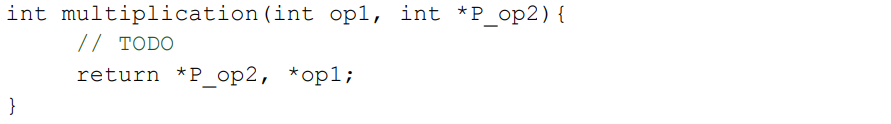 int multiplication(int op1, int *P_op2){
// TODO
return *P_op2, *op1;
}